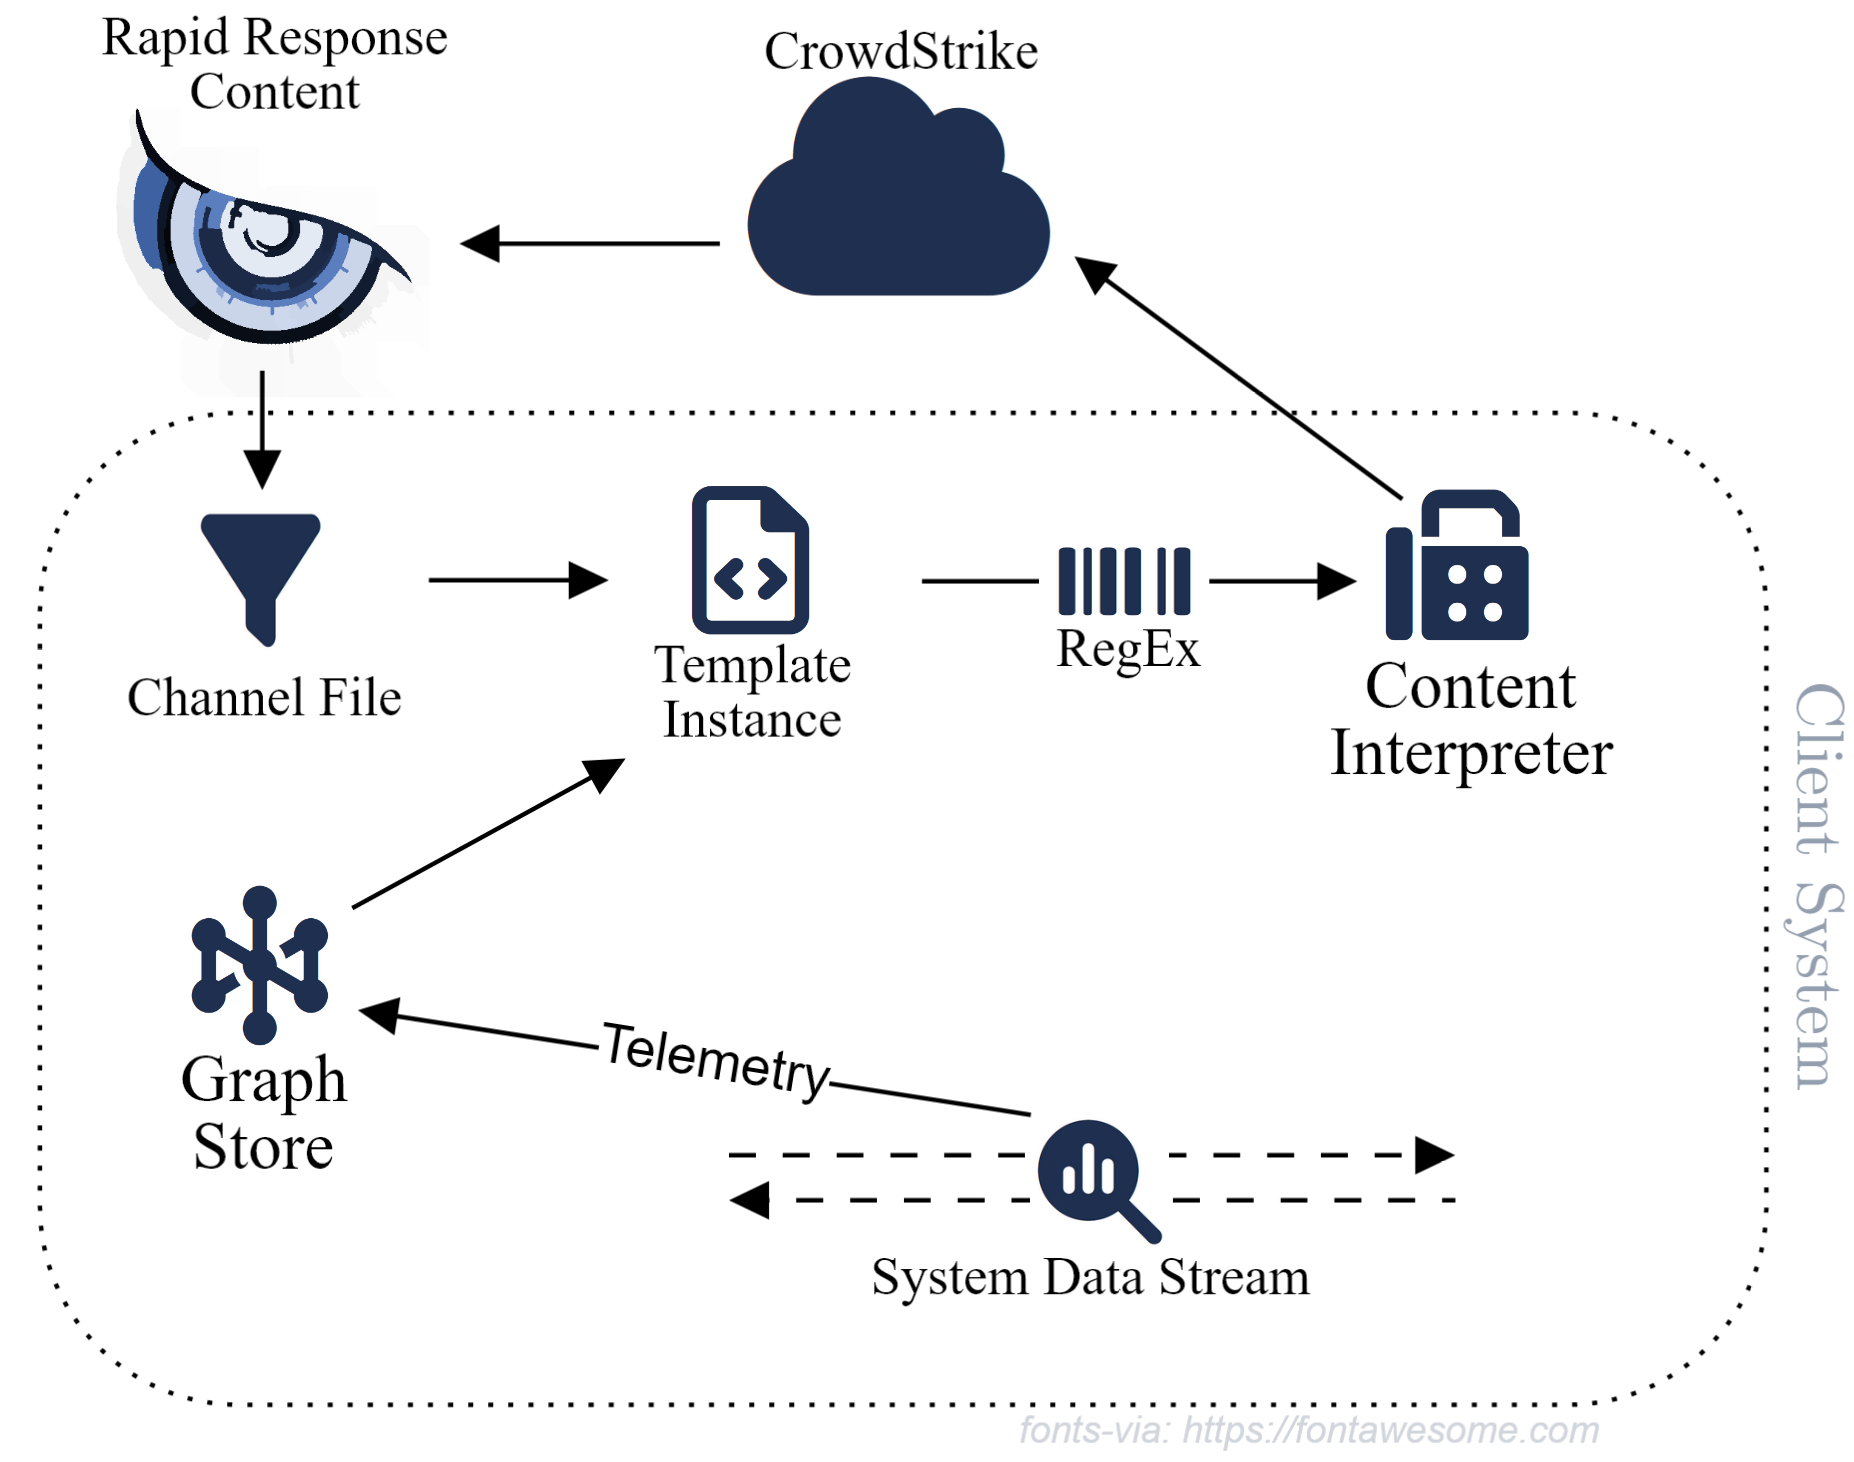 Rapid Response
Content
CrowdStrike
Channel File
Template
Instance
RegEx
Content
Interpreter
Client System
Graph
Store
Telemetry
System Data Stream
fonts-via: https://fontawesome.com